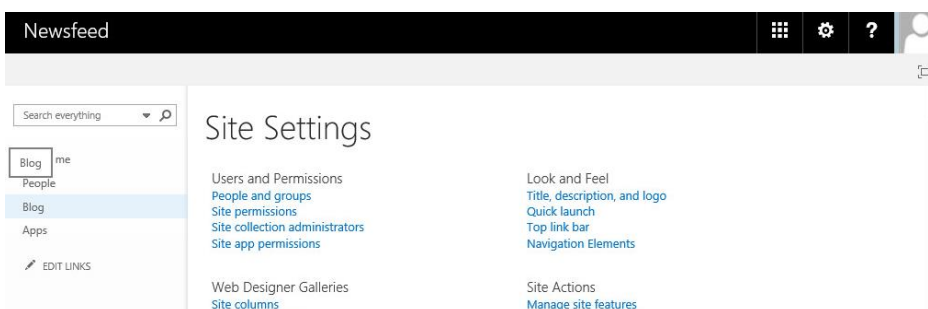 Newsfeed
?
Search everything
Site Settings
Blog
me
People
Blog
Apps
EDIT LINKS
Users and Permissions
People and groups
Site permissions
Site collection administrators
Site app permissions
Look and Feel
Title, description, and logo
Quick launch
Top link bar
Navigation Elements
Web Designer Galleries
Site columns
Site Actions
Manage site features